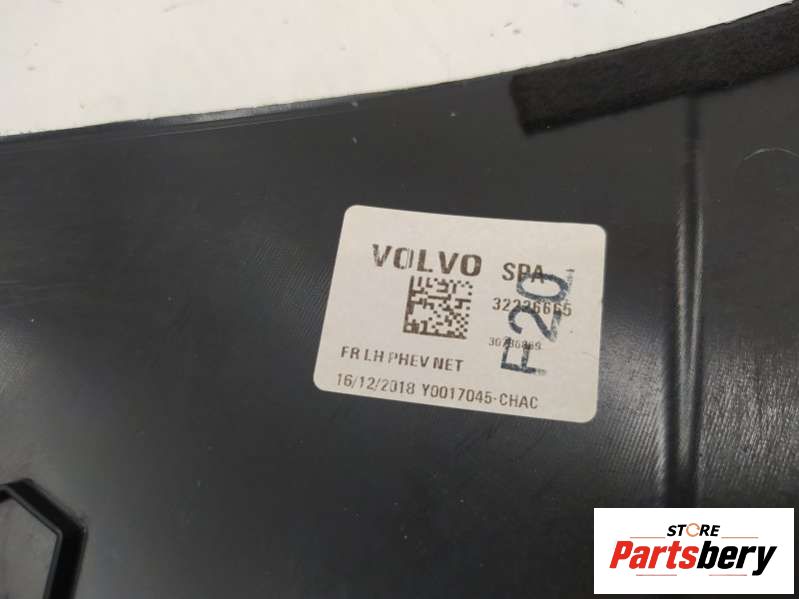 VOLVO SPA
32226665
F20
FR LH PHEV NET
16/12/2018 Y0017045-CHAC
STORE
Partsbery